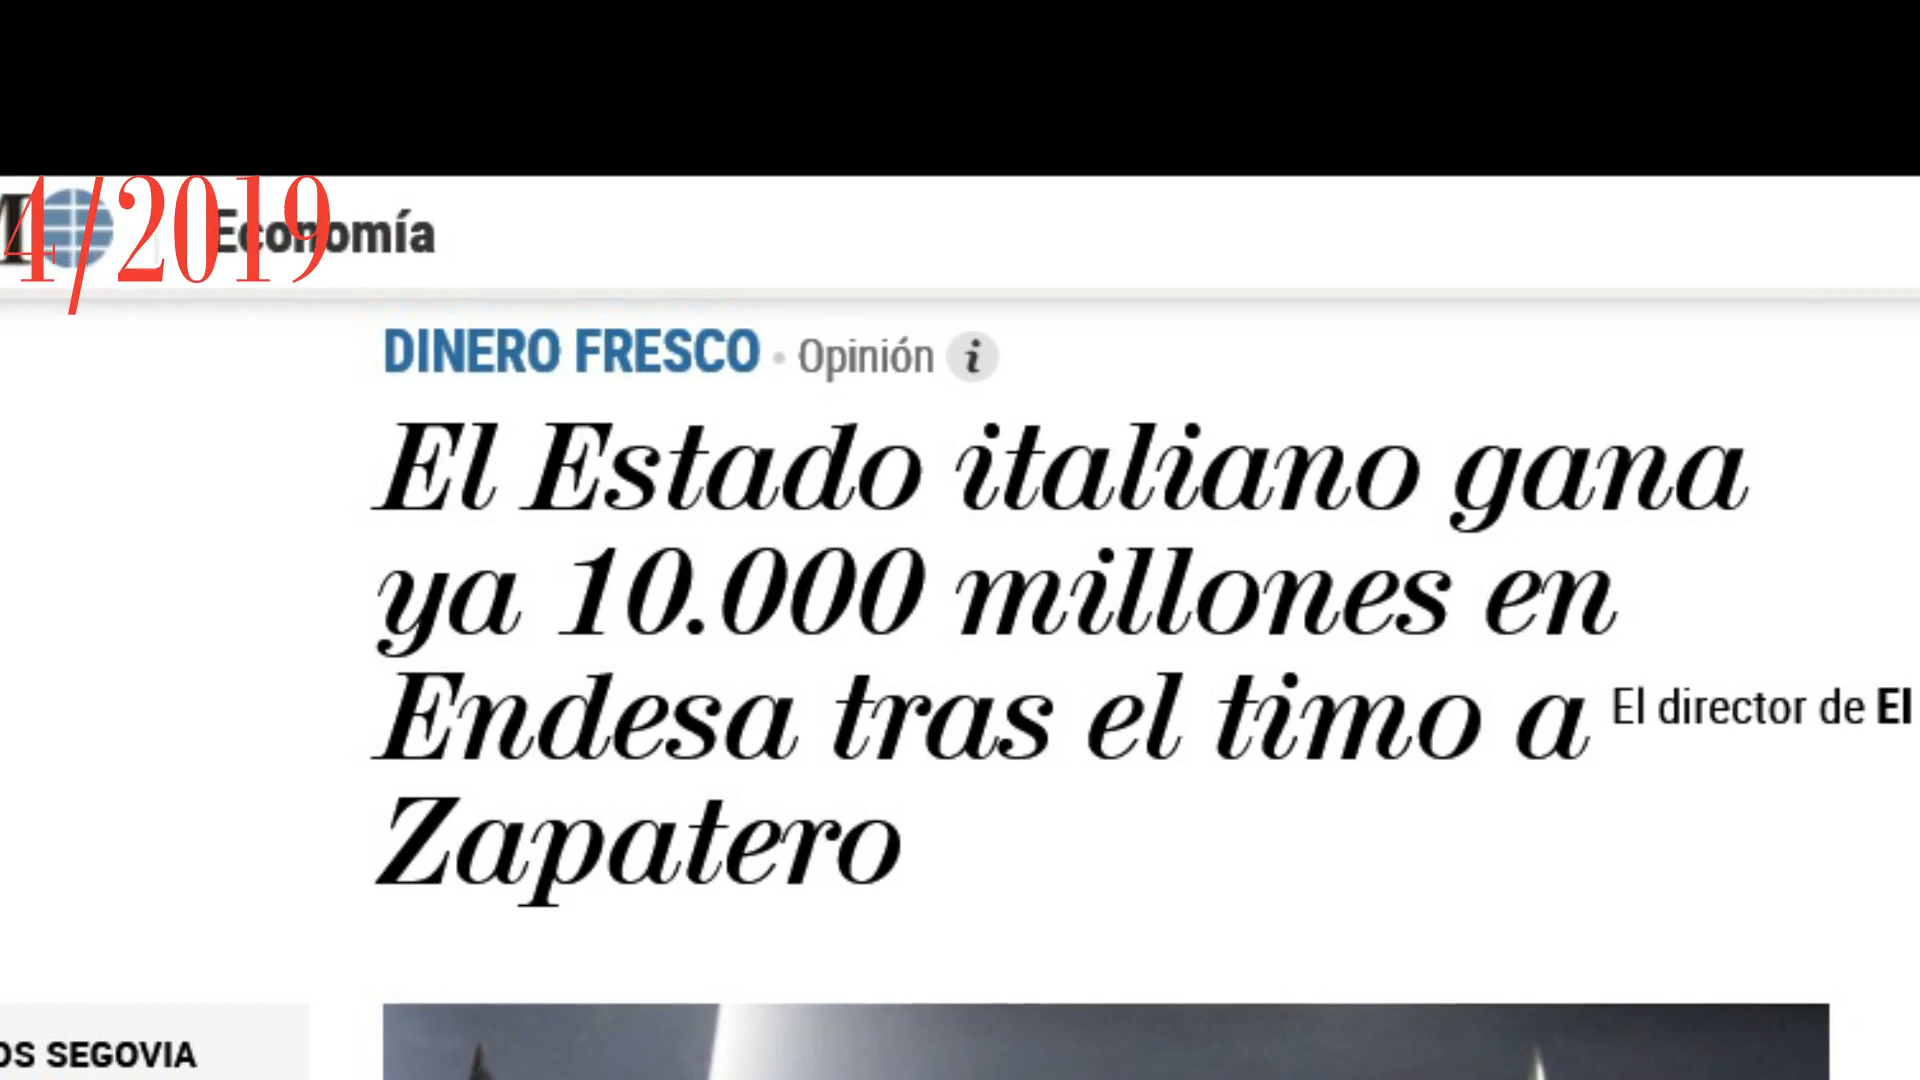 4/2019
Economía
DINERO FRESCO • Opinión i
El Estado italiano gana
ya 10.000 millones en
Endesa tras el timo a
Zapatero
El director de El
OS SEGOVIA